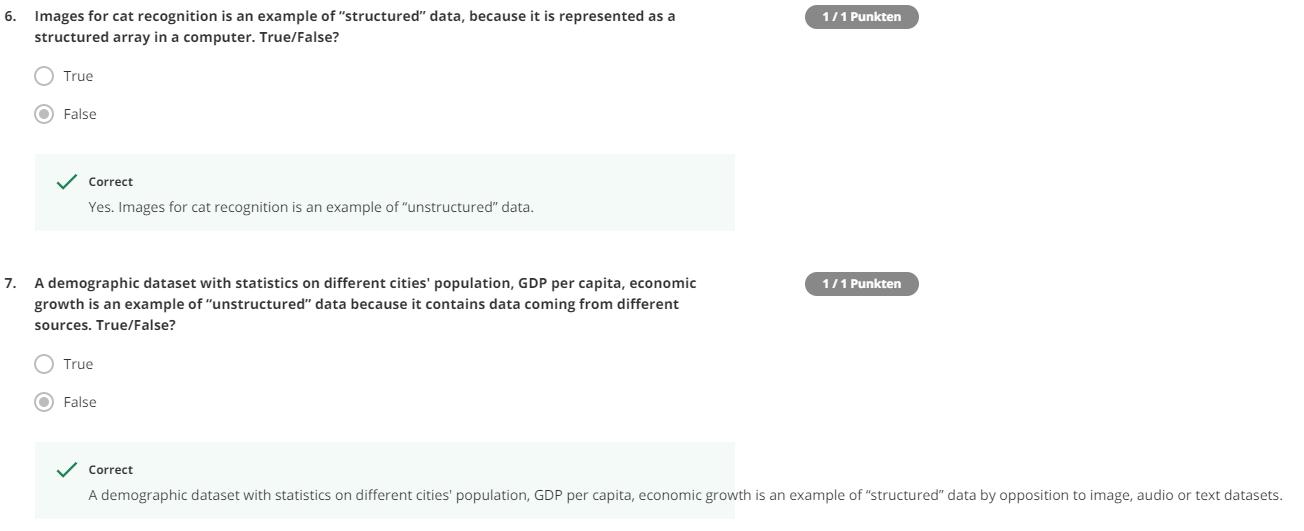 6. Images for cat recognition is an example of “structured” data, because it is represented as a 1 / 1 Punkten
structured array in a computer. True/False?
True
False
Correct
Yes. Images for cat recognition is an example of “unstructured” data.
7. A demographic dataset with statistics on different cities' population, GDP per capita, economic 1 / 1 Punkten
growth is an example of “unstructured” data because it contains data coming from different
sources. True/False?
True
False
Correct
A demographic dataset with statistics on different cities' population, GDP per capita, economic growth is an example of “structured” data by opposition to image, audio or text datasets.